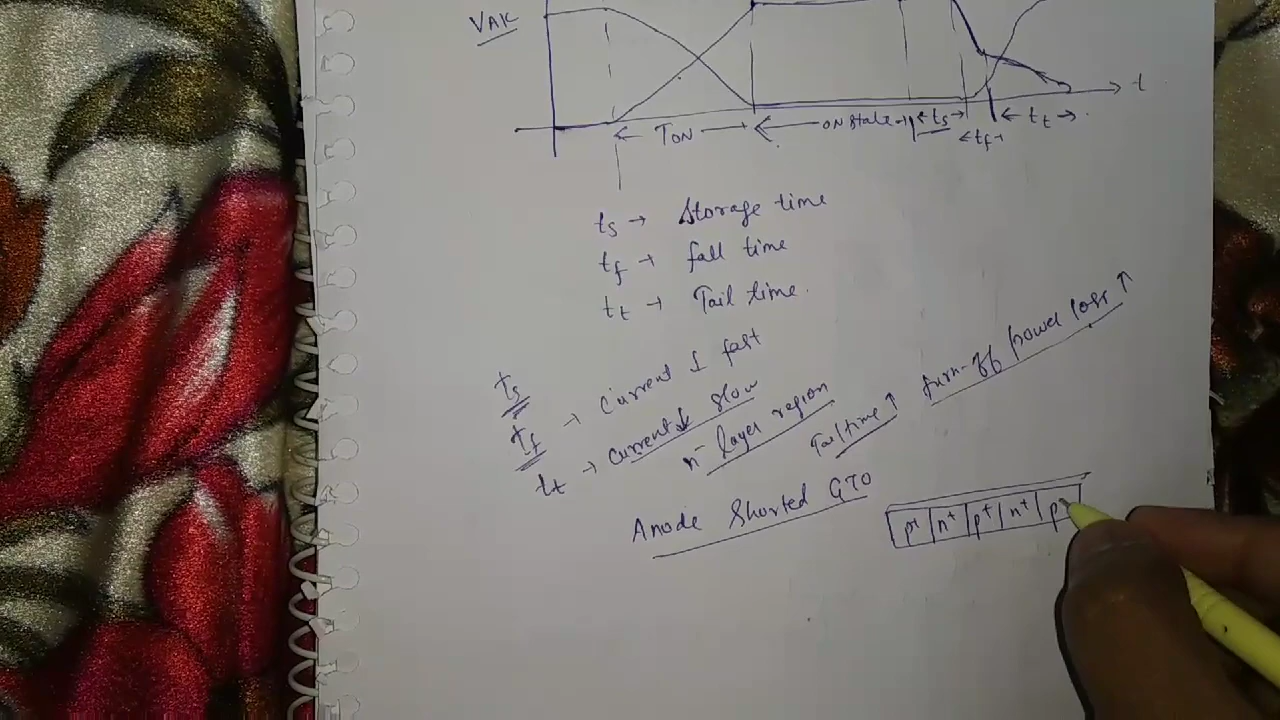 VAK
t
← TON → ← ON state → ← ts → ← tt →
← tf →
ts → Storage time
tf → fall time
tt → Tail time.
ts
tf → Current ↓ fast
tt → current ↓ slow
n- layer region
Tail time ↑ turn-off power loss ↑
Anode Shorted GTO
p+ n+ p+ n+ p